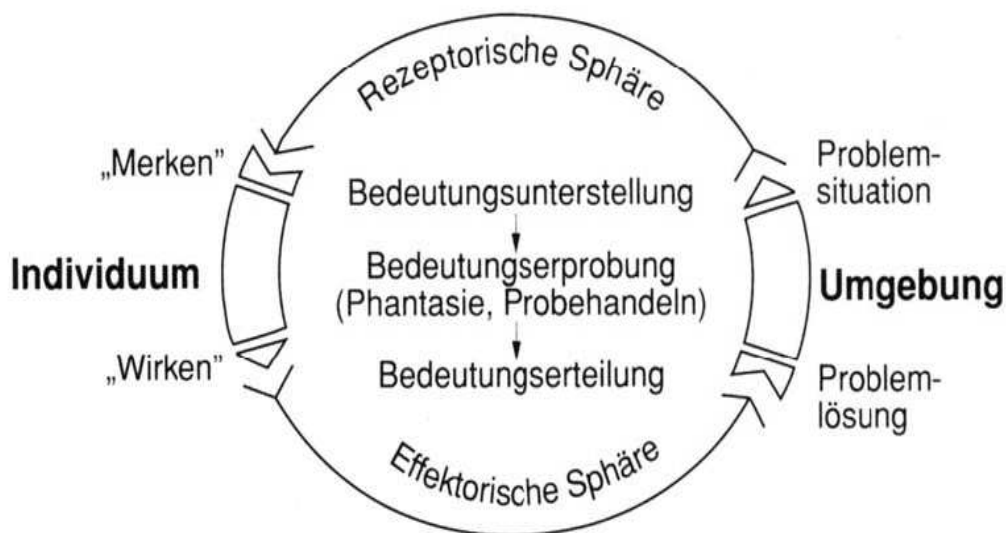 Rezeptorische Sphäre
„Merken”
Problem-
situation
Bedeutungsunterstellung
Individuum
Bedeutungserprobung
(Phantasie, Probehandeln)
Umgebung
„Wirken”
Bedeutungserteilung
Problem-
lösung
Effektorische Sphäre